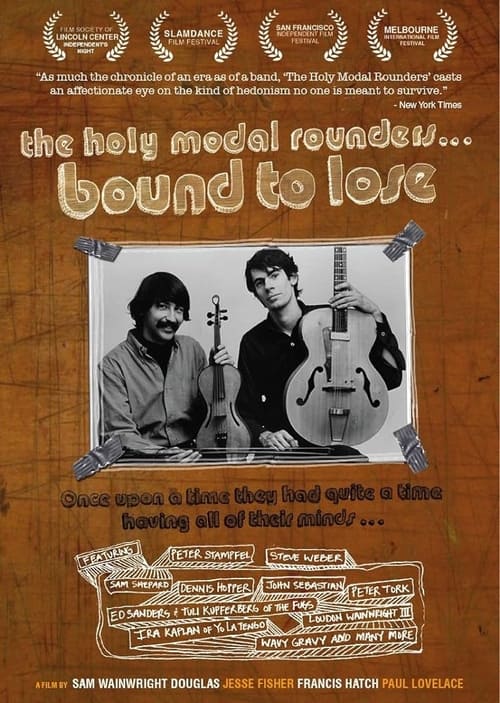 FILM SOCIETY OF
LINCOLN CENTER
INDEPENDENT'S
NIGHT
SLAMDANCE
FILM FESTIVAL
SAN FRANCISCO
INDEPENDENT FILM
FESTIVAL
MELBOURNE
INTERNATIONAL FILM
FESTIVAL
“As much the chronicle of an era as of a band, ‘The Holy Modal Rounders’ casts
an affectionate eye on the kind of hedonism no one is meant to survive.”
- New York Times
the holy modal rounders...
bound to lose
Once upon a time they had quite a time
having all of their minds ...
FEATURING
PETER STAMPFEL
STEVE WEBER
SAM SHEPARD
DENNIS HOPPER
JOHN SEBASTIAN
PETER TORK
ED SANDERS & TULI KUPFERBERG OF THE FUGS
LOUDON WAINWRIGHT III
IRA KAPLAN OF YO LA TENGO
WAVY GRAVY AND MANY MORE
A FILM BY SAM WAINWRIGHT DOUGLAS JESSE FISHER FRANCIS HATCH PAUL LOVELACE